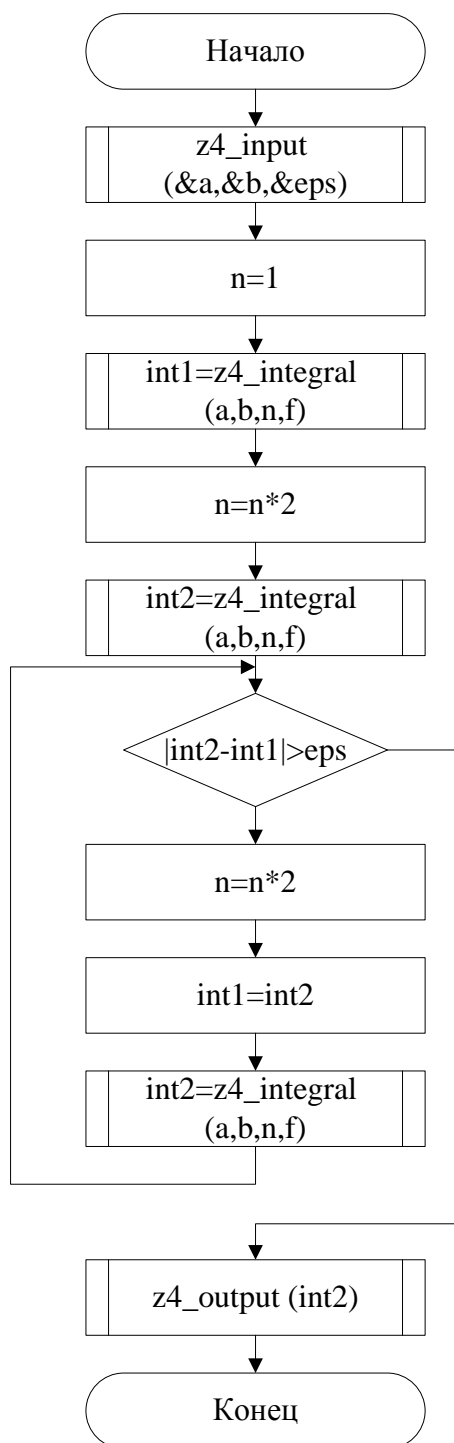 Начало
z4_input
(&a,&b,&eps)
n=1
int1=z4_integral
(a,b,n,f)
n=n*2
int2=z4_integral
(a,b,n,f)
|int2-int1|>eps
n=n*2
int1=int2
int2=z4_integral
(a,b,n,f)
z4_output (int2)
Конец